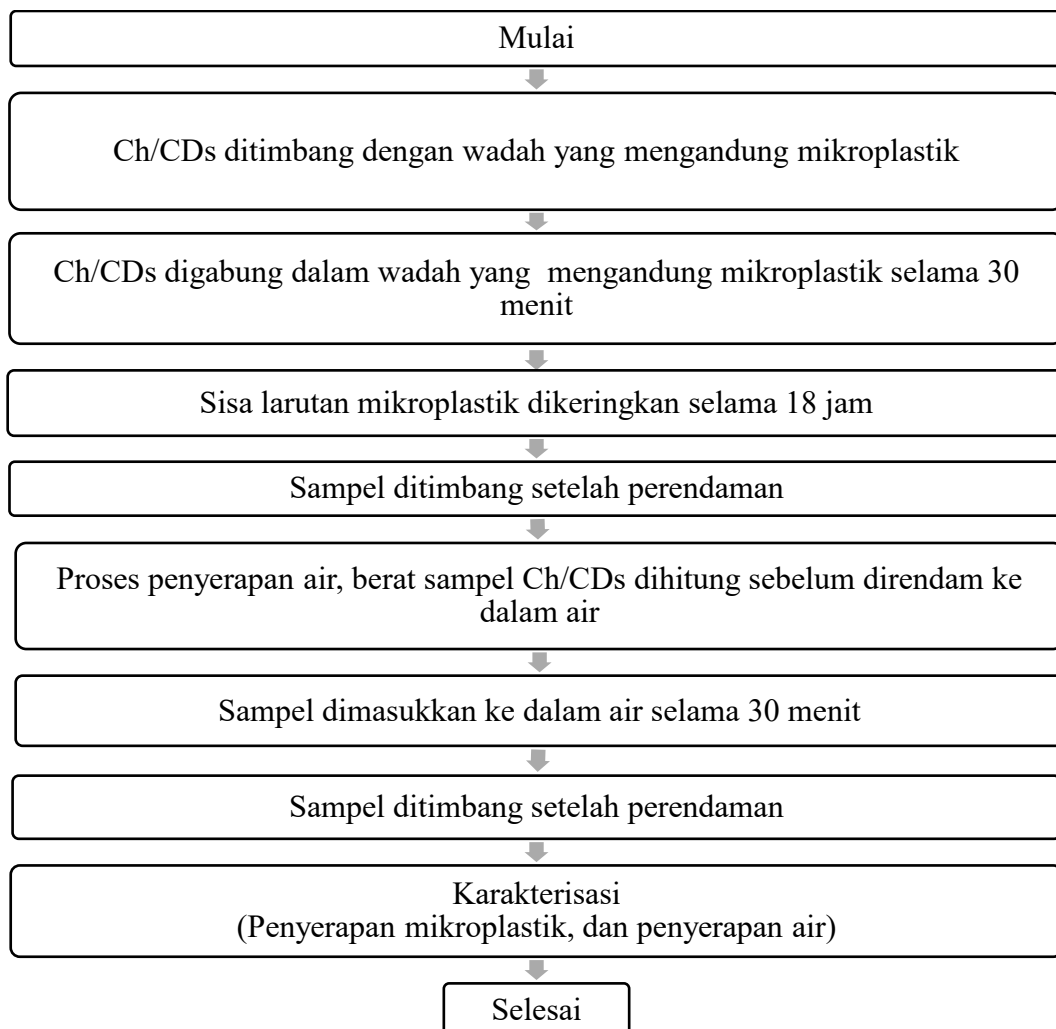 Mulai
Ch/CDs ditimbang dengan wadah yang mengandung mikroplastik
Ch/CDs digabung dalam wadah yang mengandung mikroplastik selama 30
menit
Sisa larutan mikroplastik dikeringkan selama 18 jam
Sampel ditimbang setelah perendaman
Proses penyerapan air, berat sampel Ch/CDs dihitung sebelum direndam ke
dalam air
Sampel dimasukkan ke dalam air selama 30 menit
Sampel ditimbang setelah perendaman
Karakterisasi
(Penyerapan mikroplastik, dan penyerapan air)
Selesai